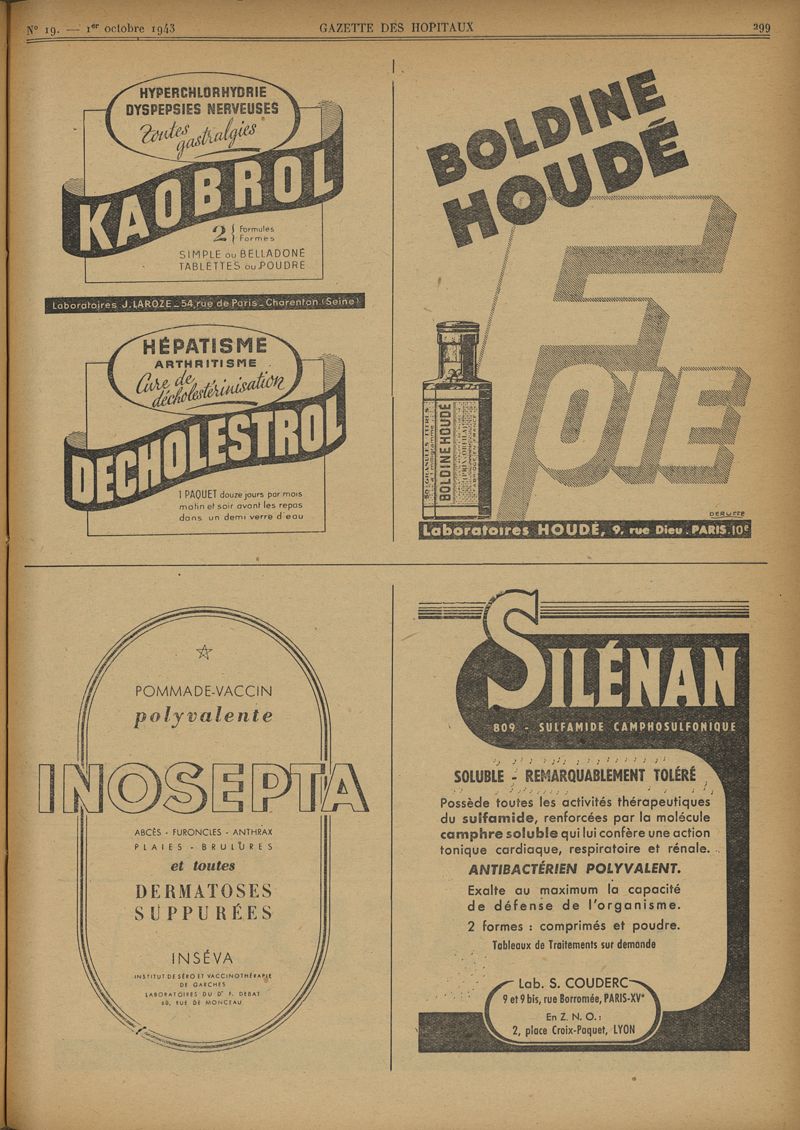 N° 19. — 1er octobre 1943
GAZETTE DES HOPITAUX
299
HYPERCHLORHYDRIE
DYSPEPSIES NERVEUSES
Toutes
gastralgies
KAOBROL
2 { formules
Formes
SIMPLE ou BELLADONÉ
TABLETTES ou POUDRE
Laboratoires J. LAROZE _ 54, rue de Paris _ Charenton (Seine)
HÉPATISME
ARTHRITISME
Cure de
décholestérinisation
DECHOLESTROL
1 PAQUET douze jours par mois
matin et soir avant les repas
dans un demi verre d'eau
BOLDINE
HOUDÉ
FOIE
BOLDINE HOUDÉ
DERUPPE
Laboratoires HOUDÉ, 9, rue Dieu. PARIS.10e
POMMADE-VACCIN
polyvalente
INOSEPTA
ABCÈS - FURONCLES - ANTHRAX
PLAIES - BRULURES
et toutes
DERMATOSES
SUPPURÉES
INSÉVA
INSTITUT DE SÉRO ET VACCINOTHÉRAPIE
DE GARCHES
LABORATOIRES DU Dr F. DEBAT
60, RUE DE MONCEAU
SILÉNAN
809 - SULFAMIDE CAMPHOSULFONIQUE
SOLUBLE - REMARQUABLEMENT TOLÉRÉ
Possède toutes les activités thérapeutiques
du sulfamide, renforcées par la molécule
camphre soluble qui lui confère une action
tonique cardiaque, respiratoire et rénale.
ANTIBACTÉRIEN POLYVALENT.
Exalte au maximum la capacité
de défense de l'organisme.
2 formes : comprimés et poudre.
Tableaux de Traitements sur demande
Lab. S. COUDERC
9 et 9 bis, rue Borromée, PARIS-XVe
En Z. N. O. :
2, place Croix-Paquet, LYON